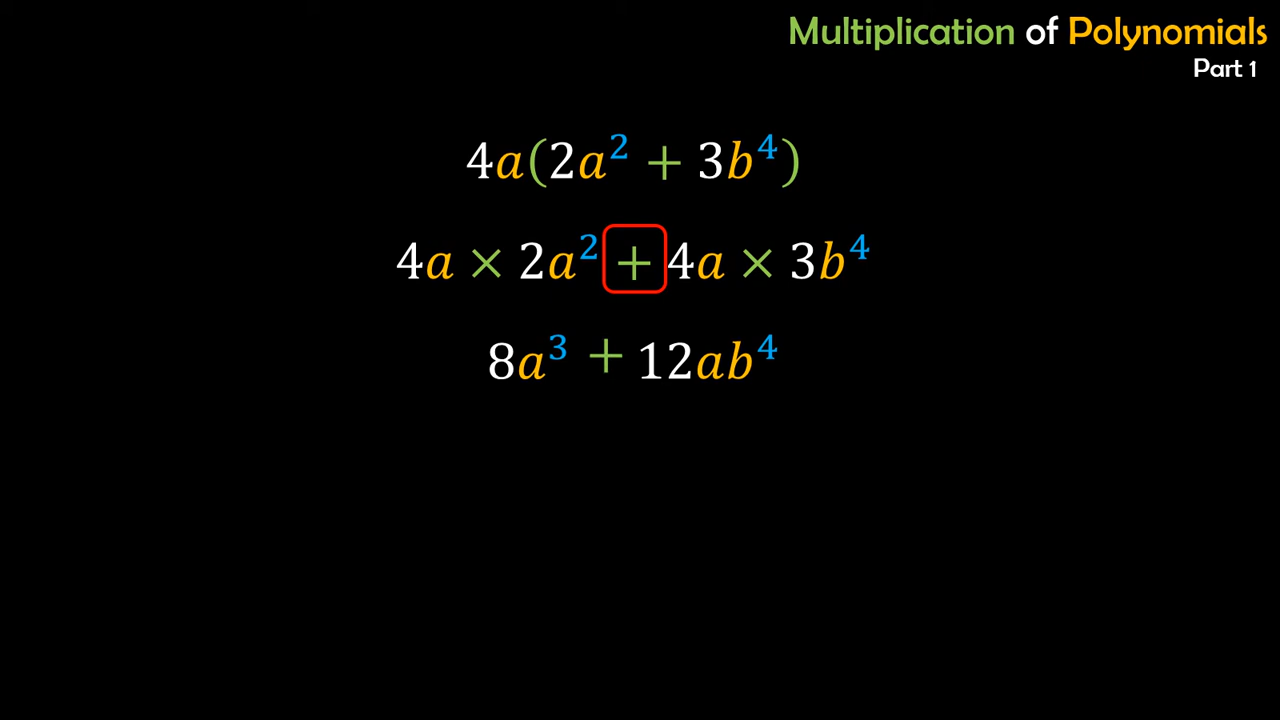 Multiplication of Polynomials
Part 1
4a(2a² + 3b⁴)
4a × 2a² + 4a × 3b⁴
8a³ + 12ab⁴